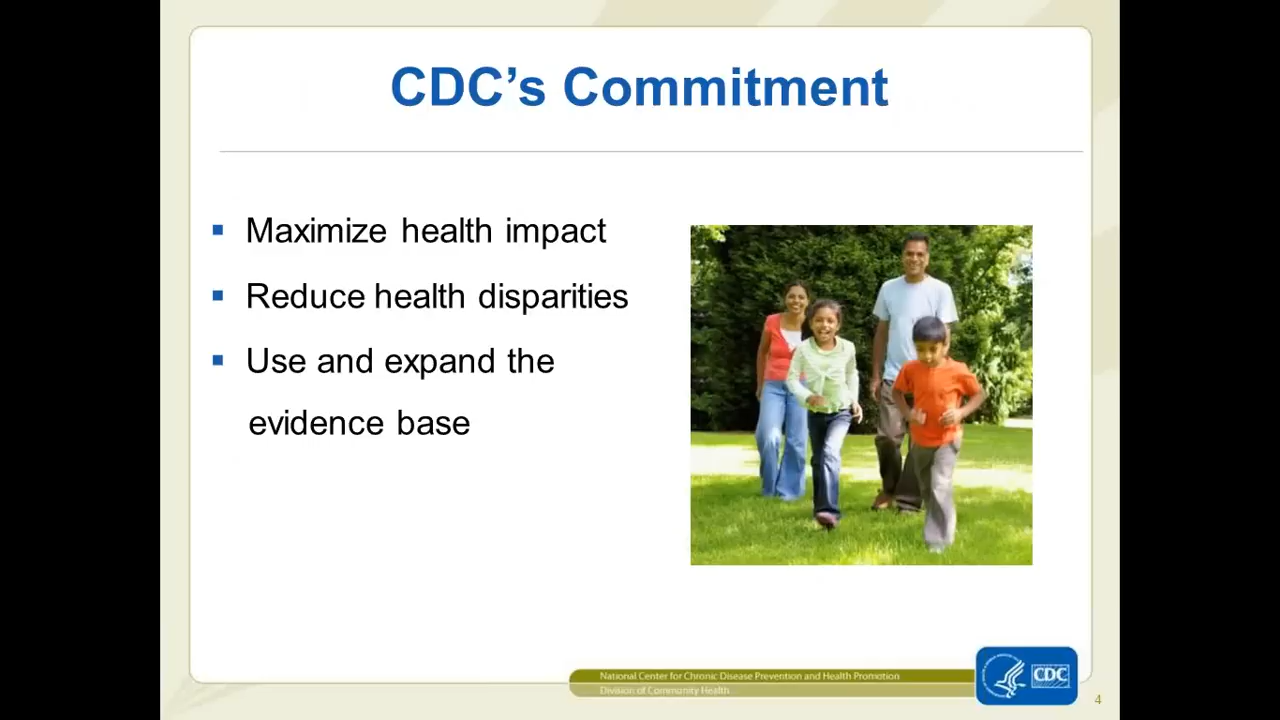 CDC’s Commitment
Maximize health impact
Reduce health disparities
Use and expand the
evidence base
National Center for Chronic Disease Prevention and Health Promotion
Division of Community Health
CDC
4